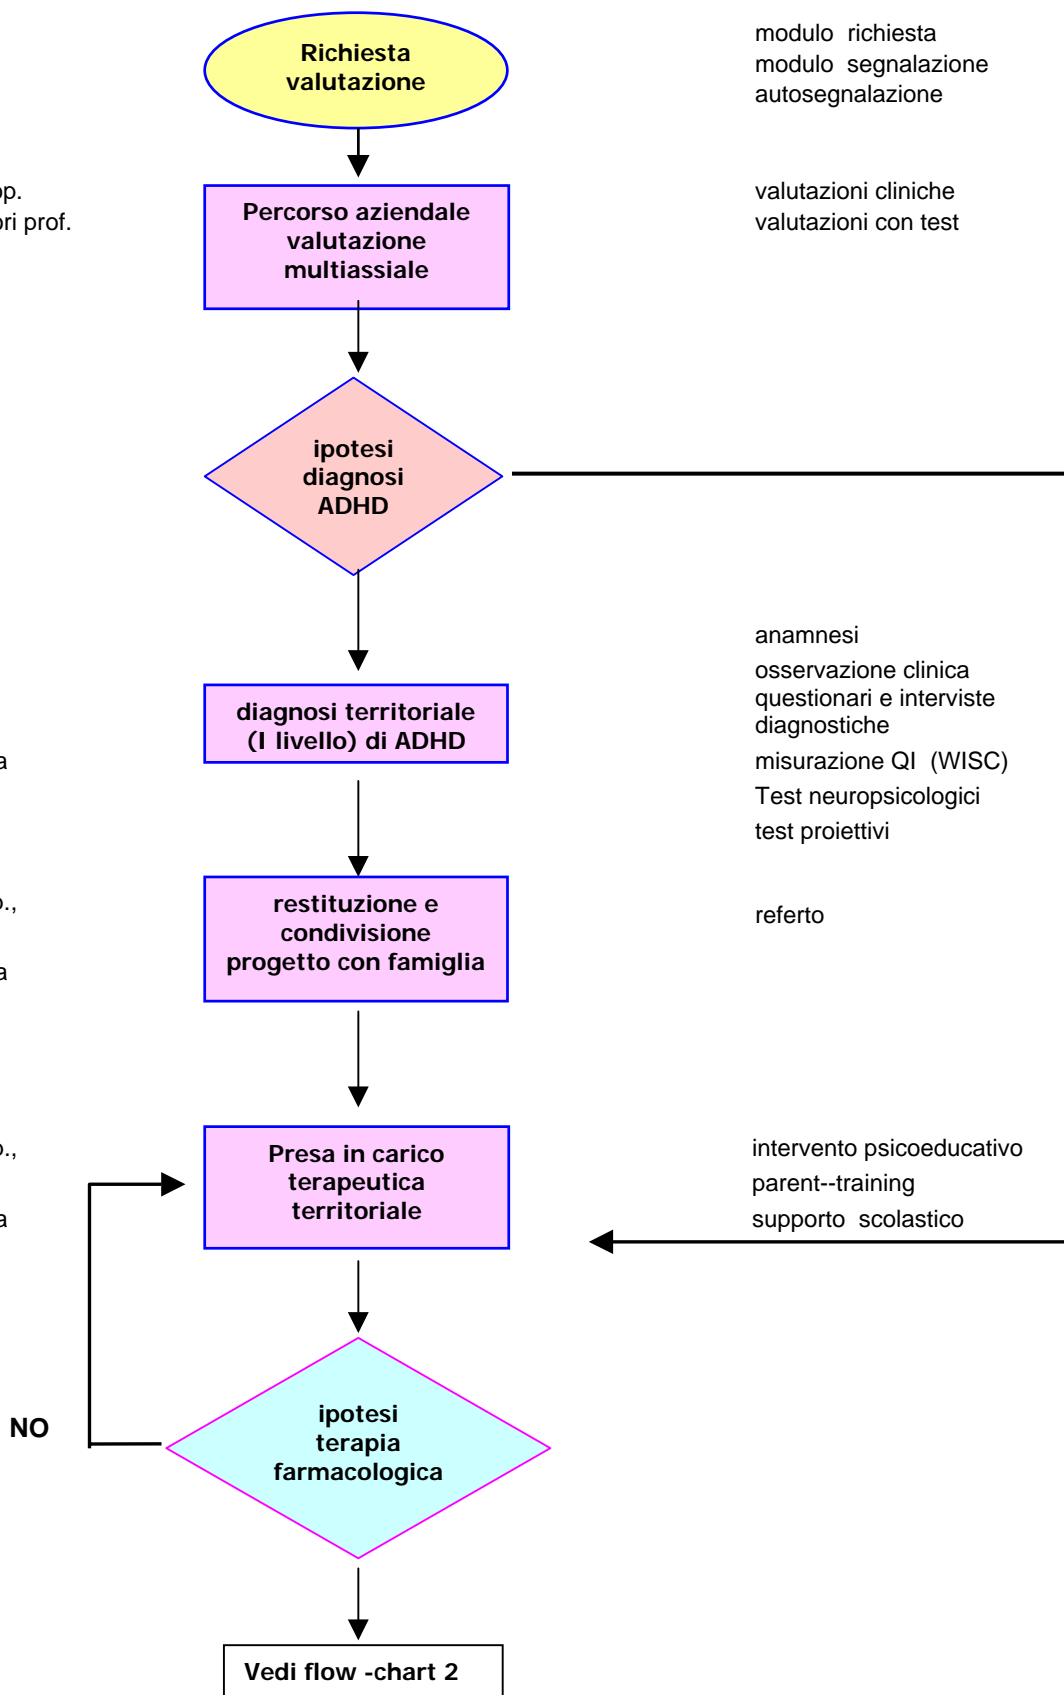 Richiesta
valutazione
modulo richiesta
modulo segnalazione
autosegnalazione
op.
ori prof.
Percorso aziendale
valutazione
multiassiale
valutazioni cliniche
valutazioni con test
ipotesi
diagnosi
ADHD
anamnesi
osservazione clinica
questionari e interviste
diagnostiche
misurazione QI (WISC)
Test neuropsicologici
test proiettivi
diagnosi territoriale
(I livello) di ADHD
a
o.,
a
restituzione e
condivisione
progetto con famiglia
referto
o.,
a
Presa in carico
terapeutica
territoriale
intervento psicoeducativo
parent--training
supporto scolastico
NO
ipotesi
terapia
farmacologica
Vedi flow -chart 2